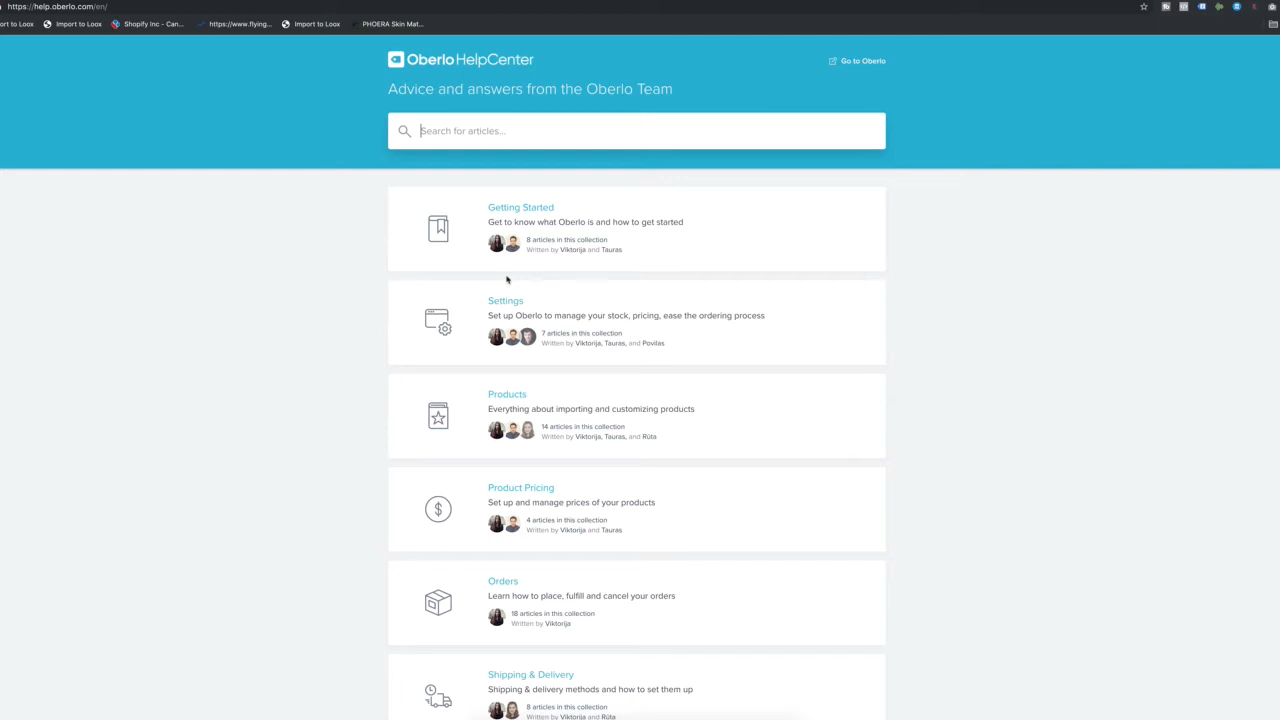 https://help.oberlo.com/en/
ort to Loox Import to Loox Shopify Inc - Can... https://www.flying... Import to Loox PHOERA Skin Mat...
Oberlo HelpCenter
Go to Oberlo
Advice and answers from the Oberlo Team
Search for articles...
Getting Started
Get to know what Oberlo is and how to get started
8 articles in this collection
Written by Viktorija and Tauras
Settings
Set up Oberlo to manage your stock, pricing, ease the ordering process
7 articles in this collection
Written by Viktorija, Tauras, and Povilas
Products
Everything about importing and customizing products
14 articles in this collection
Written by Viktorija, Tauras, and Rūta
Product Pricing
Set up and manage prices of your products
4 articles in this collection
Written by Viktorija and Tauras
Orders
Learn how to place, fulfill and cancel your orders
18 articles in this collection
Written by Viktorija
Shipping & Delivery
Shipping & delivery methods and how to set them up
8 articles in this collection
Written by Viktorija and Rūta